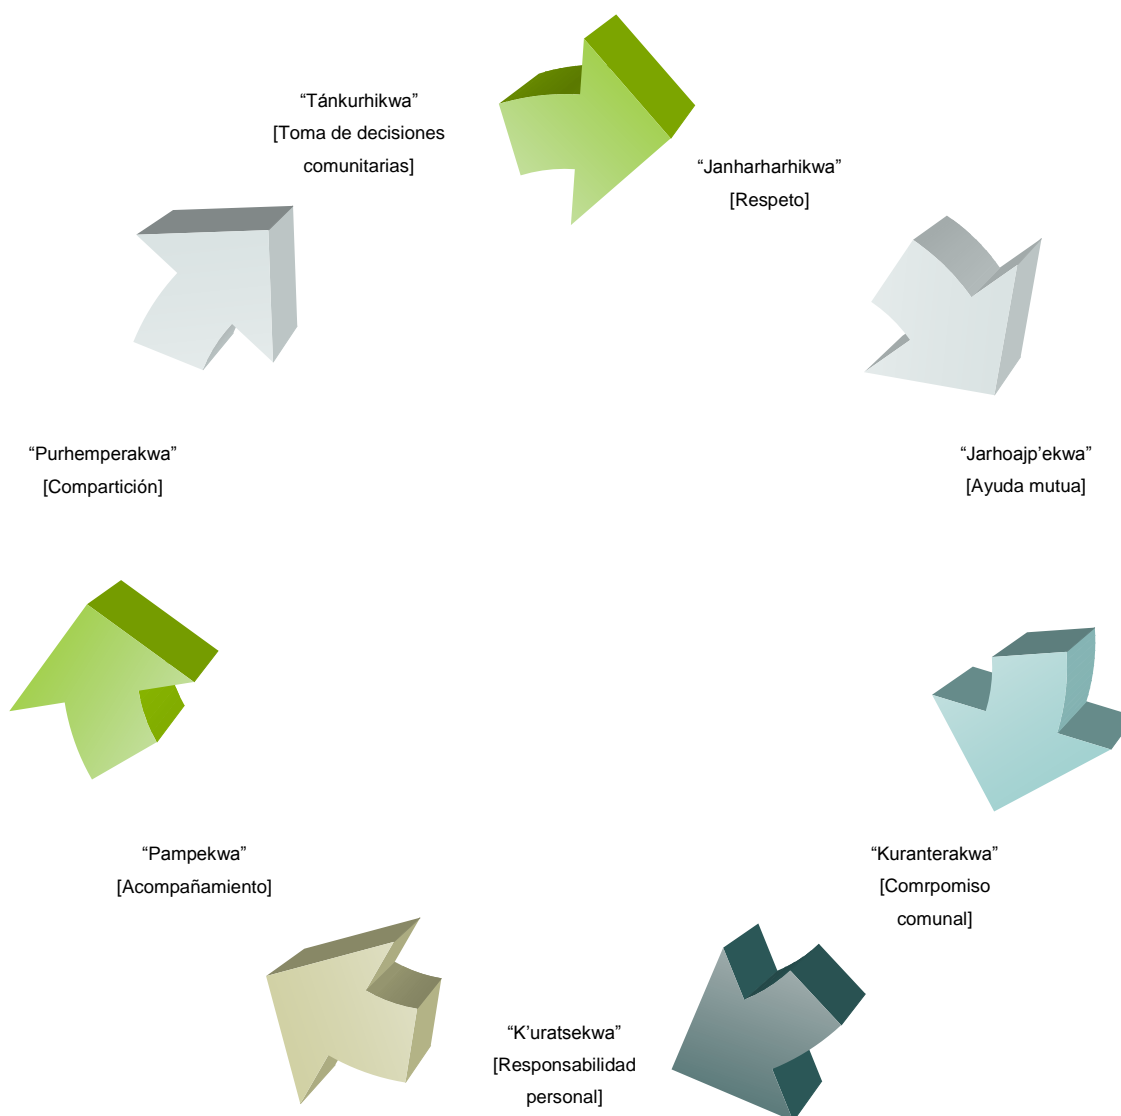 “Tánkurhikwa”
[Toma de decisiones
comunitarias]
“Janharharhikwa”
[Respeto]
“Purhemperakwa”
[Compartición]
“Jarhoajp’ekwa”
[Ayuda mutua]
“Pampekwa”
[Acompañamiento]
“Kuranterakwa”
[Comrpomiso
comunal]
“K’uratsekwa”
[Responsabilidad
personal]